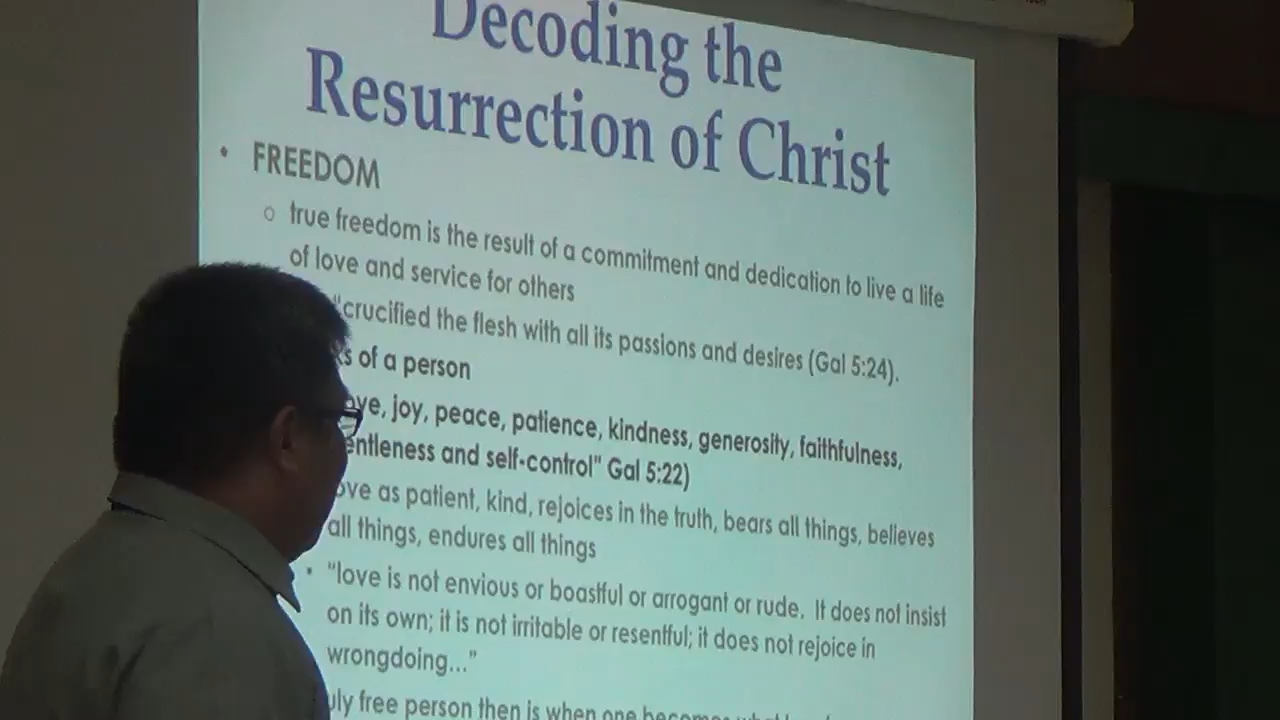 Decoding the
Resurrection of Christ
• FREEDOM
o true freedom is the result of a commitment and dedication to live a life
of love and service for others
"crucified the flesh with all its passions and desires (Gal 5:24).
of a person
joy, peace, patience, kindness, generosity, faithfulness,
entleness and self-control" Gal 5:22)
ove as patient, kind, rejoices in the truth, bears all things, believes
all things, endures all things
• "love is not envious or boastful or arrogant or rude. It does not insist
on its own; it is not irritable or resentful; it does not rejoice in
wrongdoing..."
free person then is when one becomes